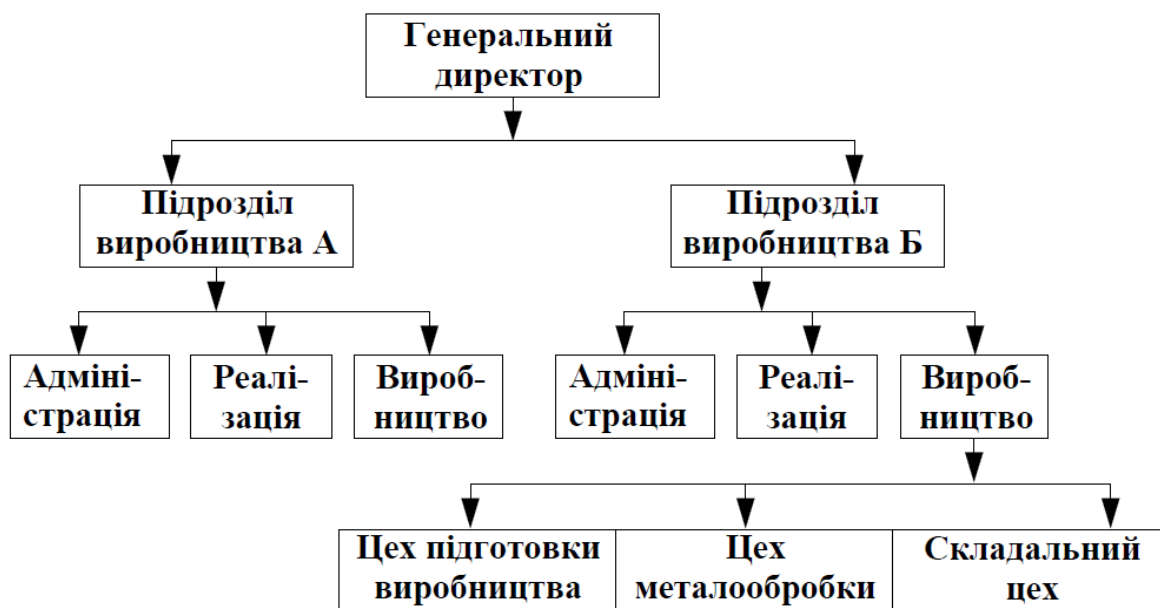 Генеральний
директор
Підрозділ
виробництва А
Підрозділ
виробництва Б
Адміні-
страція
Реалі-
зація
Вироб-
ництво
Адміні-
страція
Реалі-
зація
Вироб-
ництво
Цех підготовки
виробництва
Цех
металообробки
Складальний
цех